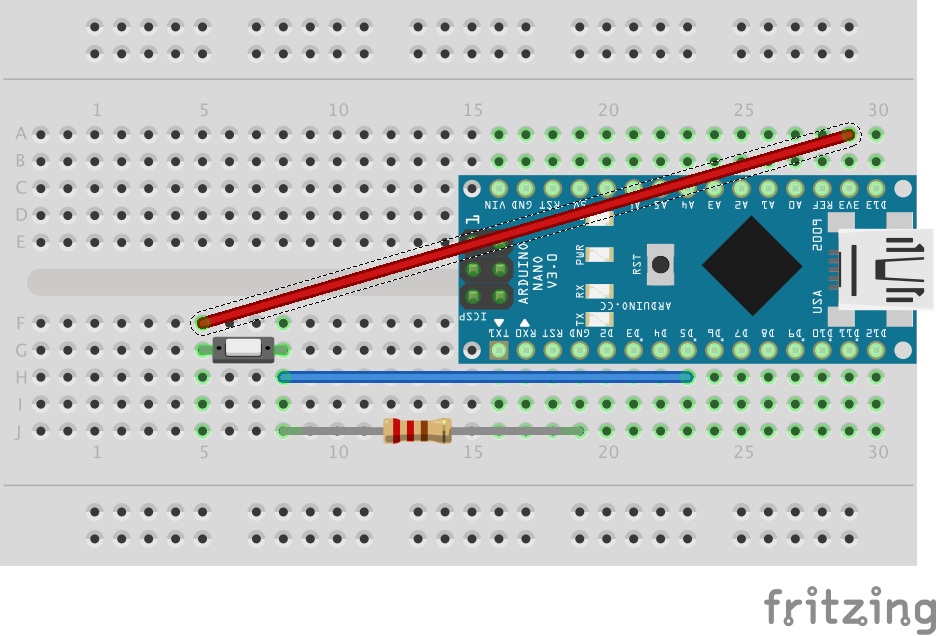 1 5 10 15 20 25 30
A
B
C
VIN GND RST 5V A7 A6 A5 A4 A3 A2 A1 A0 REF 3V3 D13
D
1
E
ARDUINO
NANO
V3.0
PWR
RST
2009
RX
ARDUINO.CC
USA
ICSP
TX
F
TX1 RX0 RST GND D2 D3 D4 D5 D6 D7 D8 D9 D10 D11 D12
G
H
I
J
1 5 10 15 20 25 30
fritzing